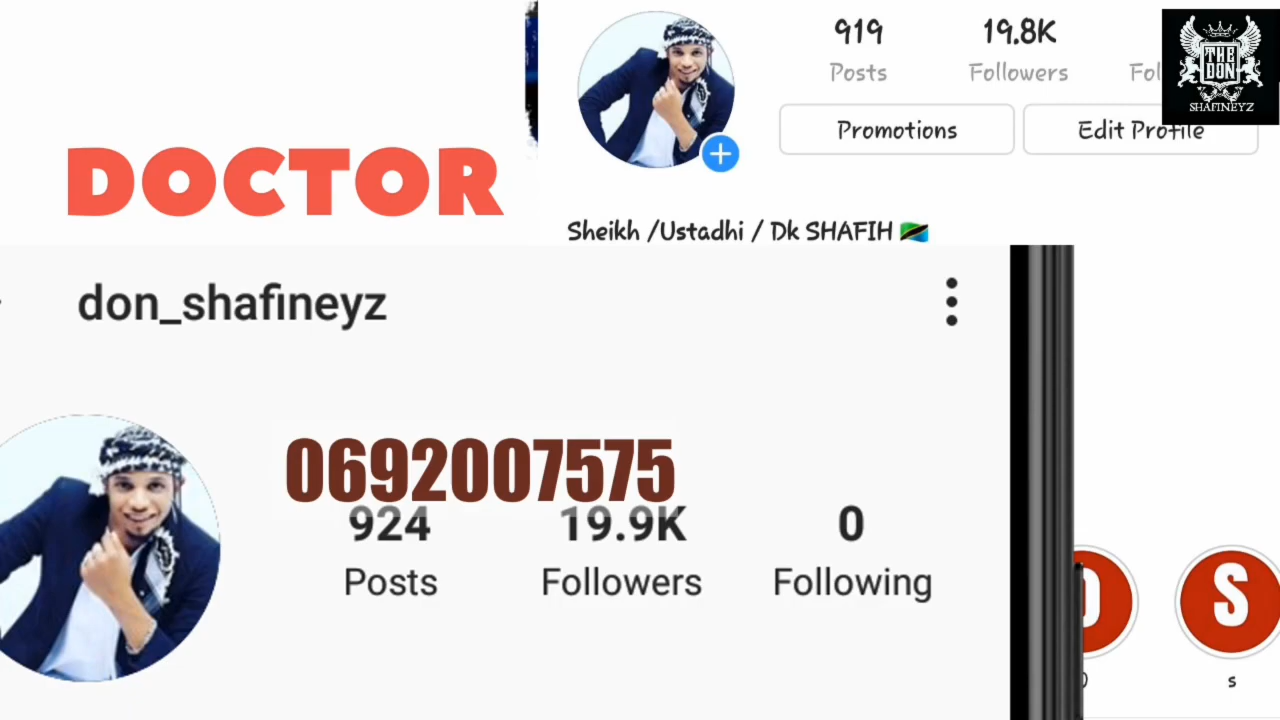 919 19.8K
Posts Followers Fol
THE
DON
SHAFINEYZ
Promotions Edit Profile
DOCTOR
Sheikh /Ustadhi / Dk SHAFIH
don_shafineyz
0692007575
924 19.9K 0
Posts Followers Following
S
s